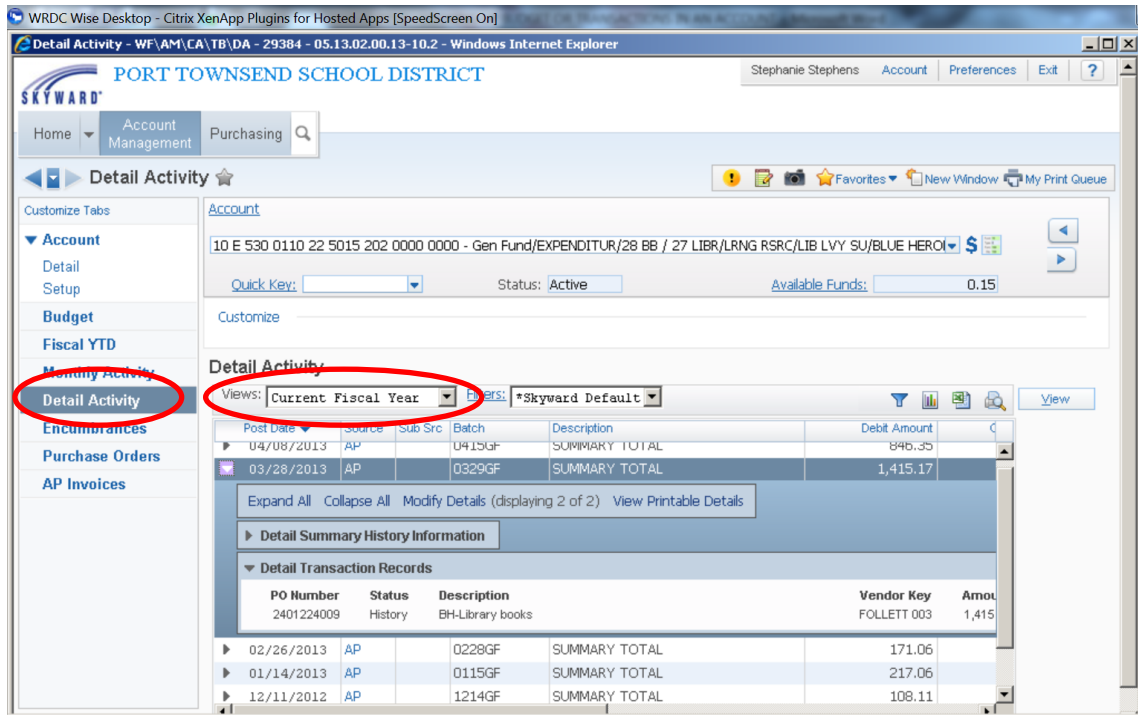 WRDC Wise Desktop - Citrix XenApp Plugins for Hosted Apps [SpeedScreen On]
Detail Activity - WF\AM\CA\TB\DA - 29384 - 05.13.02.00.13-10.2 - Windows Internet Explorer
SKYWARD®
PORT TOWNSEND SCHOOL DISTRICT
Stephanie Stephens Account Preferences Exit ?
Home Account Management Purchasing
Detail Activity
Favorites New Window My Print Queue
Customize Tabs
Account
Detail
Setup
Budget
Fiscal YTD
Monthly Activity
Detail Activity
Encumbrances
Purchase Orders
AP Invoices
Account
10 E 530 0110 22 5015 202 0000 0000 - Gen Fund/EXPENDITUR/28 BB / 27 LIBR/LRNG RSRC/LIB LVY SU/BLUE HERO
Quick Key: Status: Active Available Funds: 0.15
Customize
Detail Activity
Views: Current Fiscal Year Filters: *Skyward Default View
Post Date Source Sub Src Batch Description Debit Amount C
04/08/2013 AP 0415GF SUMMARY TOTAL 846.35
03/28/2013 AP 0329GF SUMMARY TOTAL 1,415.17
Expand All Collapse All Modify Details (displaying 2 of 2) View Printable Details
Detail Summary History Information
Detail Transaction Records
PO Number Status Description Vendor Key Amou
2401224009 History BH-Library books FOLLETT 003 1,415
02/26/2013 AP 0228GF SUMMARY TOTAL 171.06
01/14/2013 AP 0115GF SUMMARY TOTAL 217.06
12/11/2012 AP 1214GF SUMMARY TOTAL 108.11